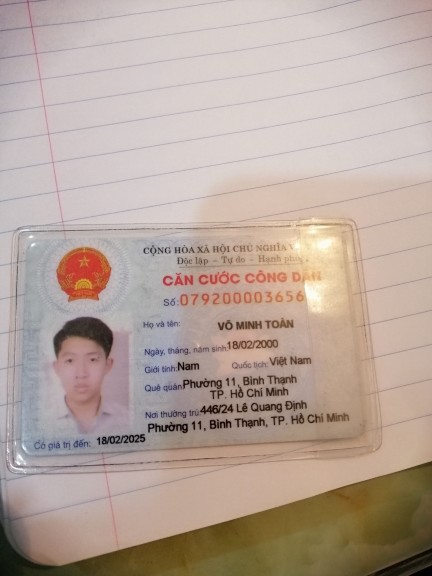 CỘNG HÒA XÃ HỘI CHỦ NGHĨA
Độc lập - Tự do - Hạnh phúc
CĂN CƯỚC CÔNG DÂN
Số: 079200003656
Họ và tên: VÕ MINH TOÀN
Ngày, tháng, năm sinh: 18/02/2000
Giới tính: Nam Quốc tịch: Việt Nam
Quê quán: Phường 11, Bình Thạnh
TP. Hồ Chí Minh
Nơi thường trú: 446/24 Lê Quang Định
Phường 11, Bình Thạnh, TP. Hồ Chí Minh
Có giá trị đến: 18/02/2025